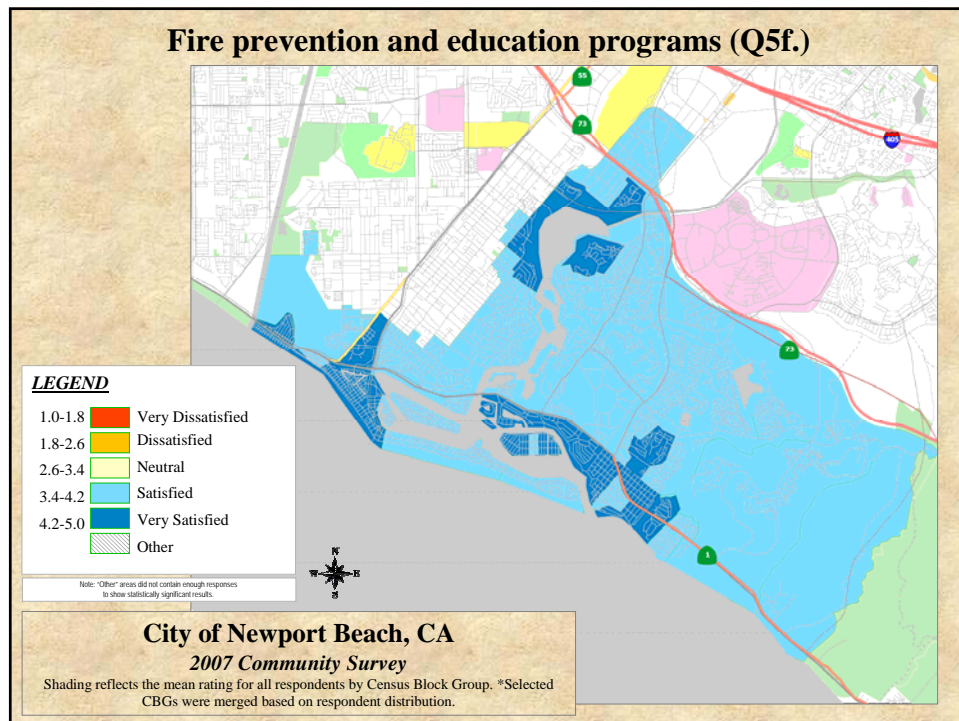 Fire prevention and education programs (Q5f.)
55
73
405
73
1
LEGEND
1.0-1.8 Very Dissatisfied
1.8-2.6 Dissatisfied
2.6-3.4 Neutral
3.4-4.2 Satisfied
4.2-5.0 Very Satisfied
Other
Note: "Other" areas did not contain enough responses
to show statistically significant results.
N
W E
S
City of Newport Beach, CA
2007 Community Survey
Shading reflects the mean rating for all respondents by Census Block Group. *Selected
CBGs were merged based on respondent distribution.